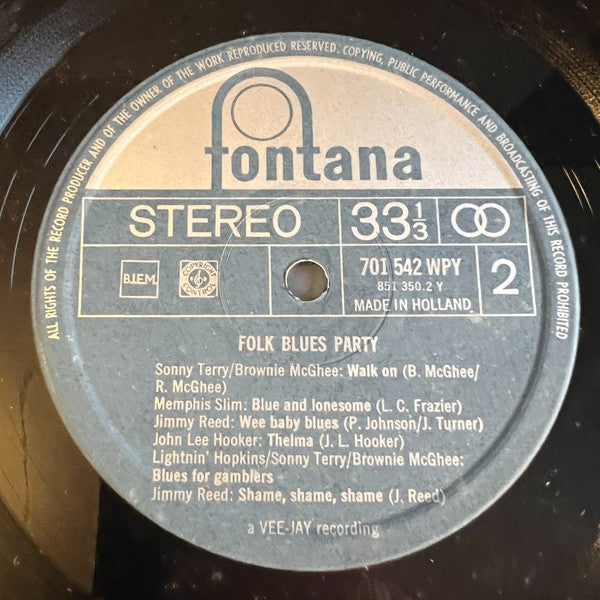 ALL RIGHTS OF THE RECORD PRODUCER AND OF THE OWNER OF THE WORK REPRODUCED RESERVED. COPYING, PUBLIC PERFORMANCE AND BROADCASTING OF THIS RECORD PROHIBITED
fontana
STEREO 33⅓
B.I.E.M. COPYRIGHT CONTROL 701 542 WPY 2
851 350.2 Y
MADE IN HOLLAND
FOLK BLUES PARTY
Sonny Terry/Brownie McGhee: Walk on (B. McGhee/
R. McGhee)
Memphis Slim: Blue and lonesome (L. C. Frazier)
Jimmy Reed: Wee baby blues (P. Johnson/J. Turner)
John Lee Hooker: Thelma (J. L. Hooker)
Lightnin' Hopkins/Sonny Terry/Brownie McGhee:
Blues for gamblers
Jimmy Reed: Shame, shame, shame (J. Reed)
a VEE-JAY recording